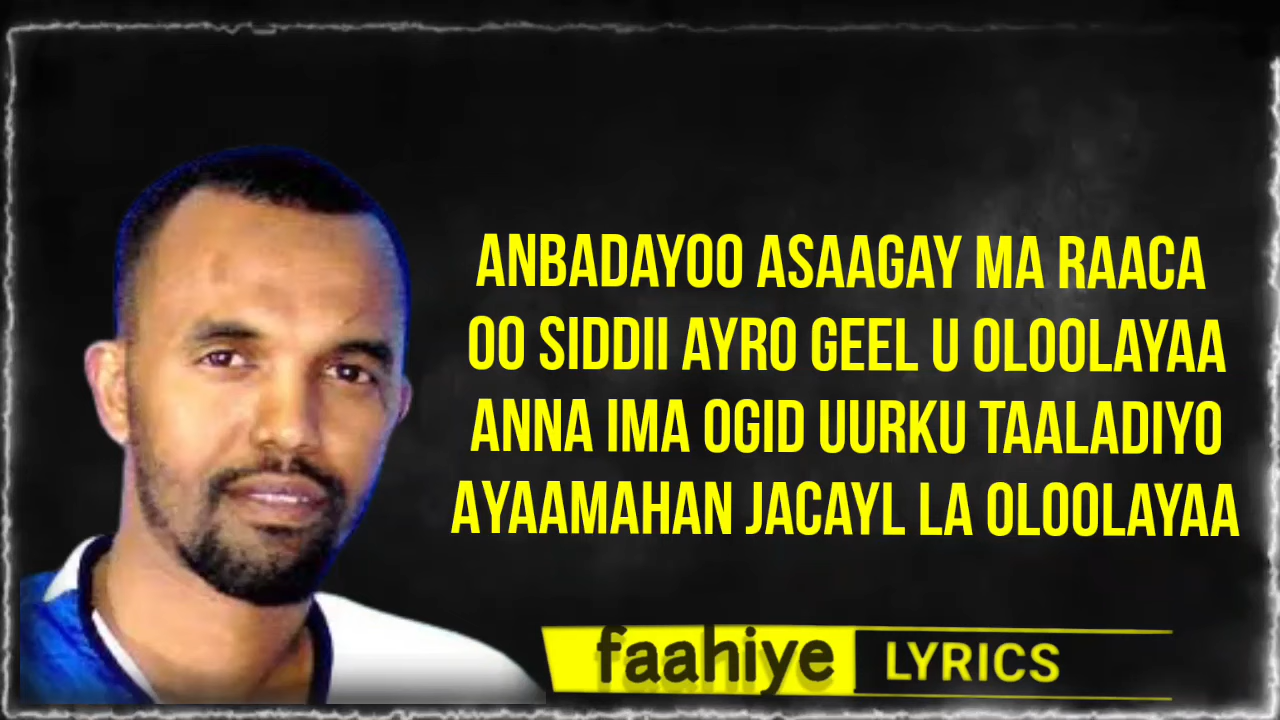 ANBADAYOO ASAAGAY MA RAACA
OO SIDDII AYRO GEEL U OLOOLAYAA
ANNA IMA OGID UURKU TAALADIYO
AYAAMAHAN JACAYL LA OLOOLAYAA
faahiye LYRICS